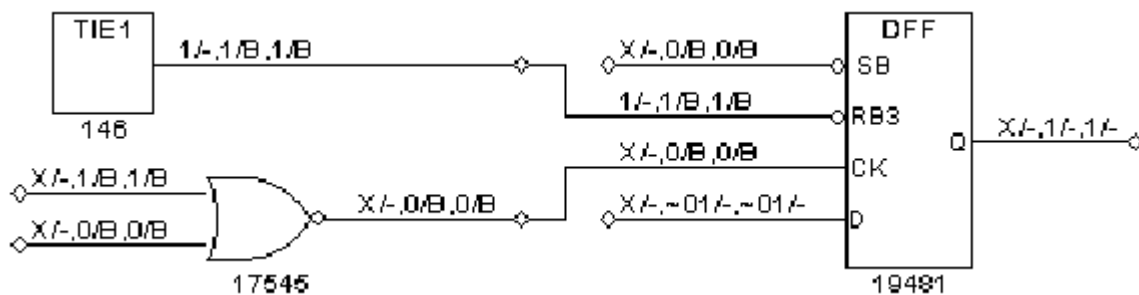 TIE1
1/-,1/B,1/B
146
X/-,0/B,0/B
SB
1/-,1/B,1/B
RB3
X/-,0/B,0/B
CK
X/-,~01/-,~01/-
D
DFF
Q
X/-,1/-,1/-
19481
X/-,1/B,1/B
X/-,0/B,0/B
X/-,0/B,0/B
17545